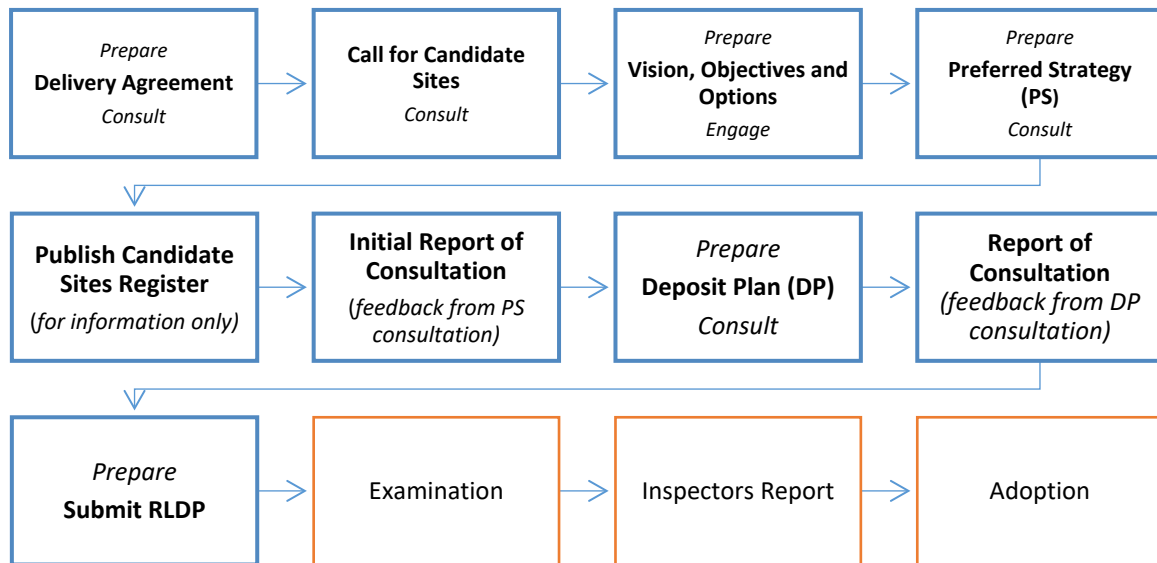 Prepare
Delivery Agreement
Consult
Call for Candidate
Sites
Consult
Prepare
Vision, Objectives and
Options
Engage
Prepare
Preferred Strategy
(PS)
Consult
Publish Candidate
Sites Register
(for information only)
Initial Report of
Consultation
(feedback from PS
consultation)
Prepare
Deposit Plan (DP)
Consult
Report of
Consultation
(feedback from DP
consultation)
Prepare
Submit RLDP
Examination
Inspectors Report
Adoption